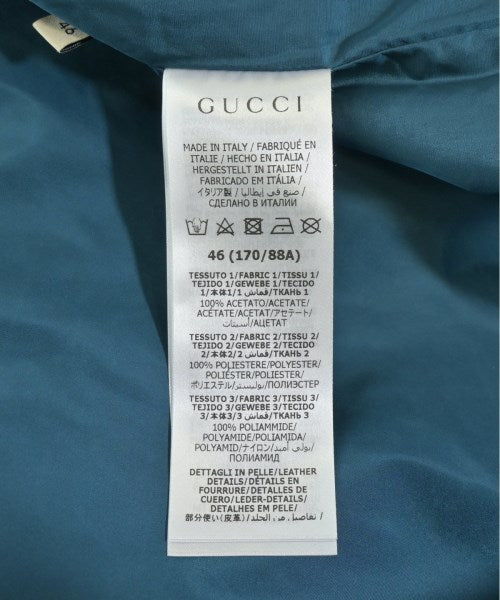 46
GUCCI
MADE IN ITALY / FABRIQUÉ EN
ITALIE / HECHO EN ITALIA/
HERGESTELLT IN ITALIEN /
FABRICADO EM ITÁLIA/
イタリア製 / صنع في إيطاليا /
СДЕЛАНО В ИТАЛИИ
46 (170/88A)
TESSUTO 1/FABRIC 1/TISSU 1/
TEJIDO 1/GEWEBE 1/TECIDO
1/本体1/قماش 1/ТКАНЬ 1
100% ACETATO/ACETATE/
ACÉTATE/ACETAT/アセテート/
أسيتات/АЦЕТАТ
TESSUTO 2/FABRIC 2/TISSU 2/
TEJIDO 2/GEWEBE 2/TECIDO
2/本体2/قماش 2/ТКАНЬ 2
100% POLIESTERE/POLYESTER/
POLIÉSTER/POLYESTER/
ポリエステル/بوليستر/ПОЛИЭСТЕР
TESSUTO 3/FABRIC 3/TISSU 3/
TEJIDO 3/GEWEBE 3/TECIDO
3/本体3/قماش 3/ТКАНЬ 3
100% POLIAMMIDE/
POLYAMIDE/POLIAMIDA/
POLYAMID/ナイロン/بولي أميد/
ПОЛИАМИД
DETTAGLI IN PELLE/LEATHER
DETAILS/DÉTAILS EN
FOURRURE/DETALLES DE
CUERO/LEDER-DETAILS/
DETALHES EM PELE/
部分使い(皮革)/تفاصيل من الجلد/